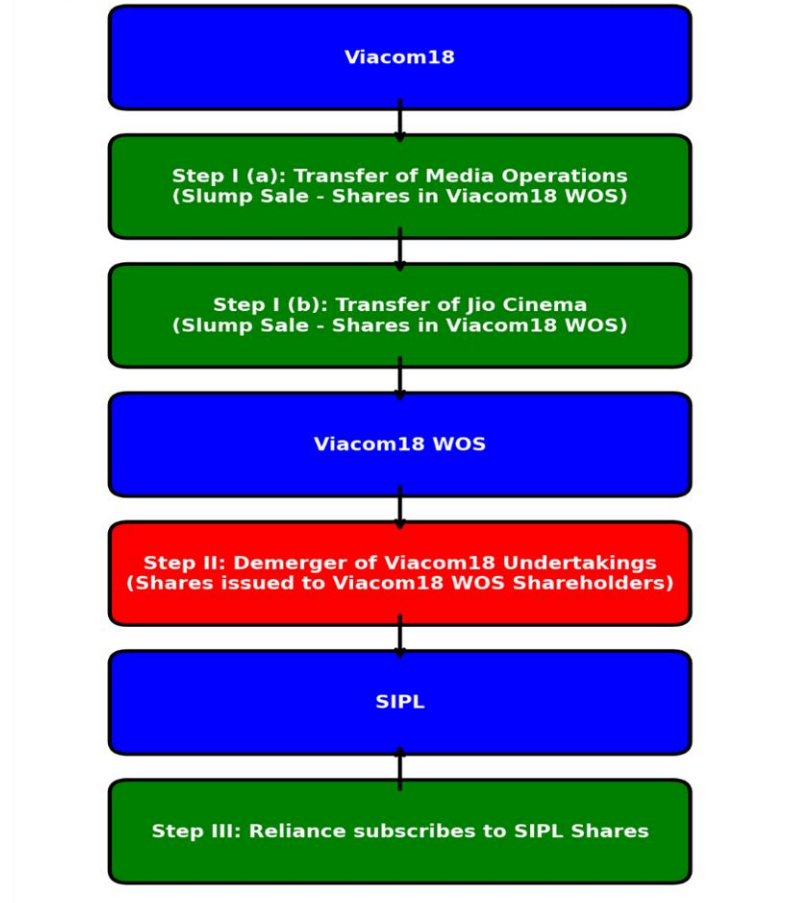 Viacom18
Step I (a): Transfer of Media Operations
(Slump Sale - Shares in Viacom18 WOS)
Step I (b): Transfer of Jio Cinema
(Slump Sale - Shares in Viacom18 WOS)
Viacom18 WOS
Step II: Demerger of Viacom18 Undertakings
(Shares issued to Viacom18 WOS Shareholders)
SIPL
Step III: Reliance subscribes to SIPL Shares